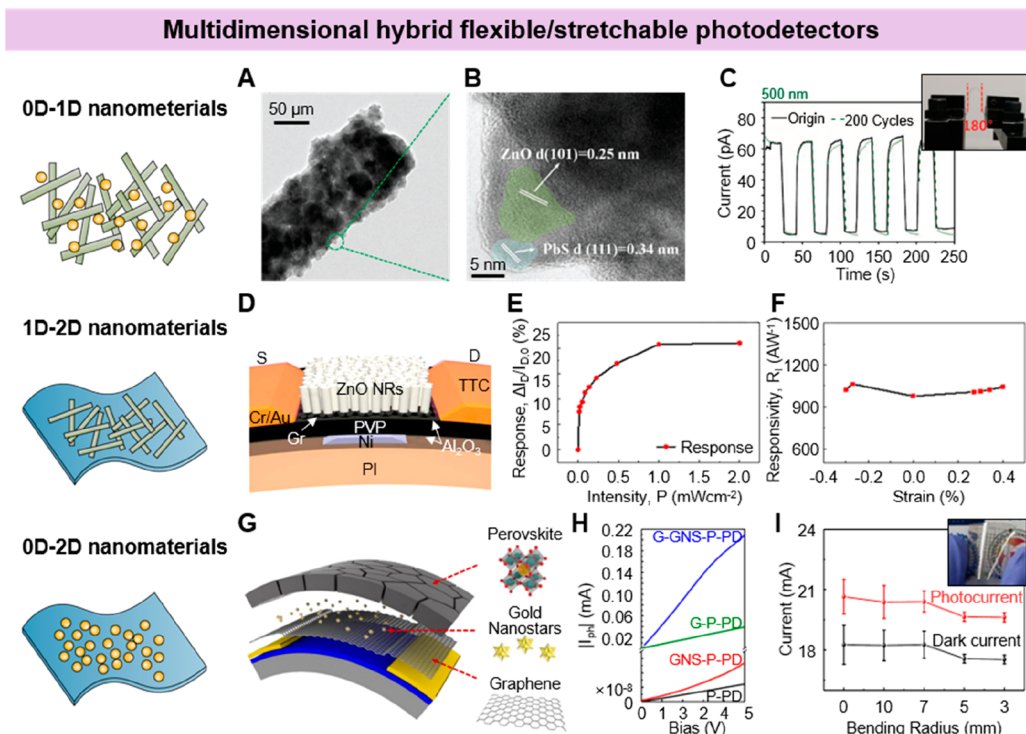 Multidimensional hybrid flexible/stretchable photodetectors
0D-1D nanometerials
A
50 μm
B
ZnO d(101)=0.25 nm
PbS d (111)=0.34 nm
5 nm
C
500 nm
Origin
200 Cycles
180°
Current (pA)
80
60
40
20
0
0 50 100 150 200 250
Time (s)
1D-2D nanomaterials
D
S
D
ZnO NRs
TTC
Cr/Au
Gr
PVP
Ni
Al2O3
PI
E
Response, ΔID/ID,0 (%)
25
20
15
10
5
0
Response
0.0 0.5 1.0 1.5 2.0
Intensity, P (mWcm-2)
F
Responsivity, RI (AW-1)
1500
1200
900
600
-0.4 -0.2 0.0 0.2 0.4
Strain (%)
0D-2D nanomaterials
G
Perovskite
Gold
Nanostars
Graphene
H
|Iph| (mA)
0.22
0.20
0.16
0.12
0.06
0.02
×10-8
G-GNS-P-PD
G-P-PD
GNS-P-PD
P-PD
0 1 2 3 4 5
Bias (V)
I
Current (mA)
24
21
18
Photocurrent
Dark current
0 10 7 5 3
Bending Radius (mm)